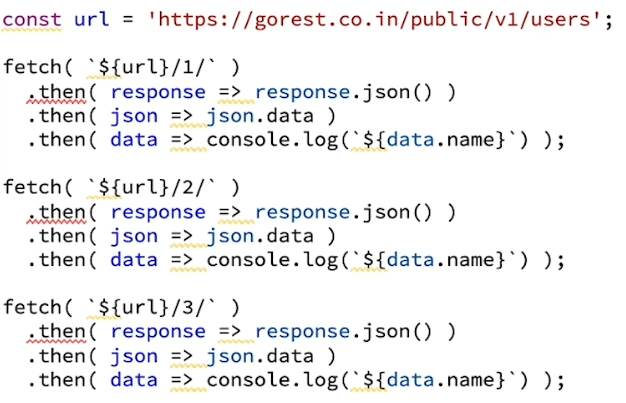 const url = 'https://gorest.co.in/public/v1/users';
fetch( `${url}/1/` )
.then( response => response.json() )
.then( json => json.data )
.then( data => console.log(`${data.name}`) );
fetch( `${url}/2/` )
.then( response => response.json() )
.then( json => json.data )
.then( data => console.log(`${data.name}`) );
fetch( `${url}/3/` )
.then( response => response.json() )
.then( json => json.data )
.then( data => console.log(`${data.name}`) );